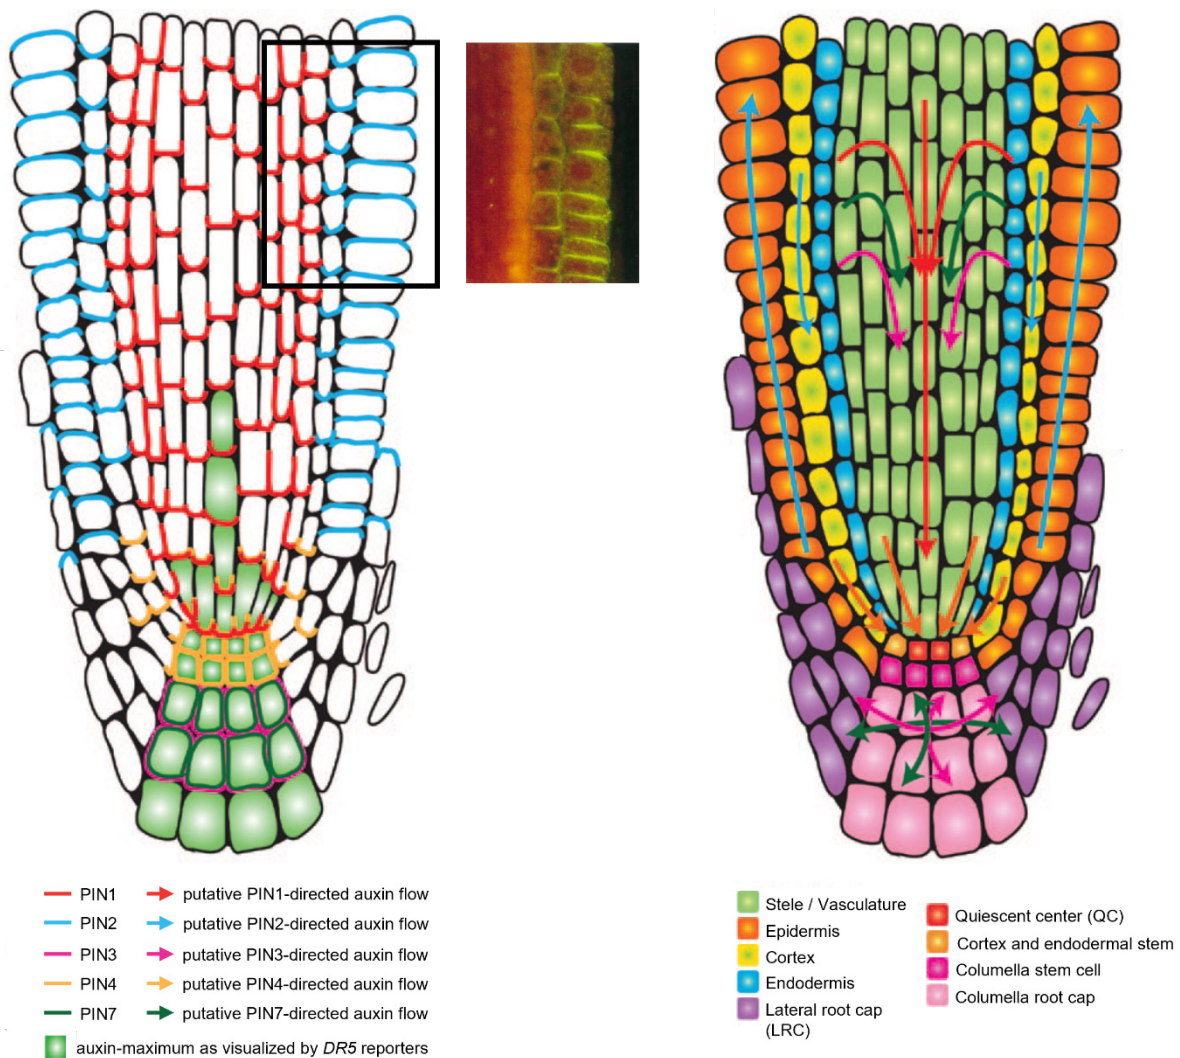 PIN1
putative PIN1-directed auxin flow
PIN2
putative PIN2-directed auxin flow
PIN3
putative PIN3-directed auxin flow
PIN4
putative PIN4-directed auxin flow
PIN7
putative PIN7-directed auxin flow
auxin-maximum as visualized by DR5 reporters
Stele / Vasculature
Epidermis
Cortex
Endodermis
Lateral root cap
(LRC)
Quiescent center (QC)
Cortex and endodermal stem
Columella stem cell
Columella root cap